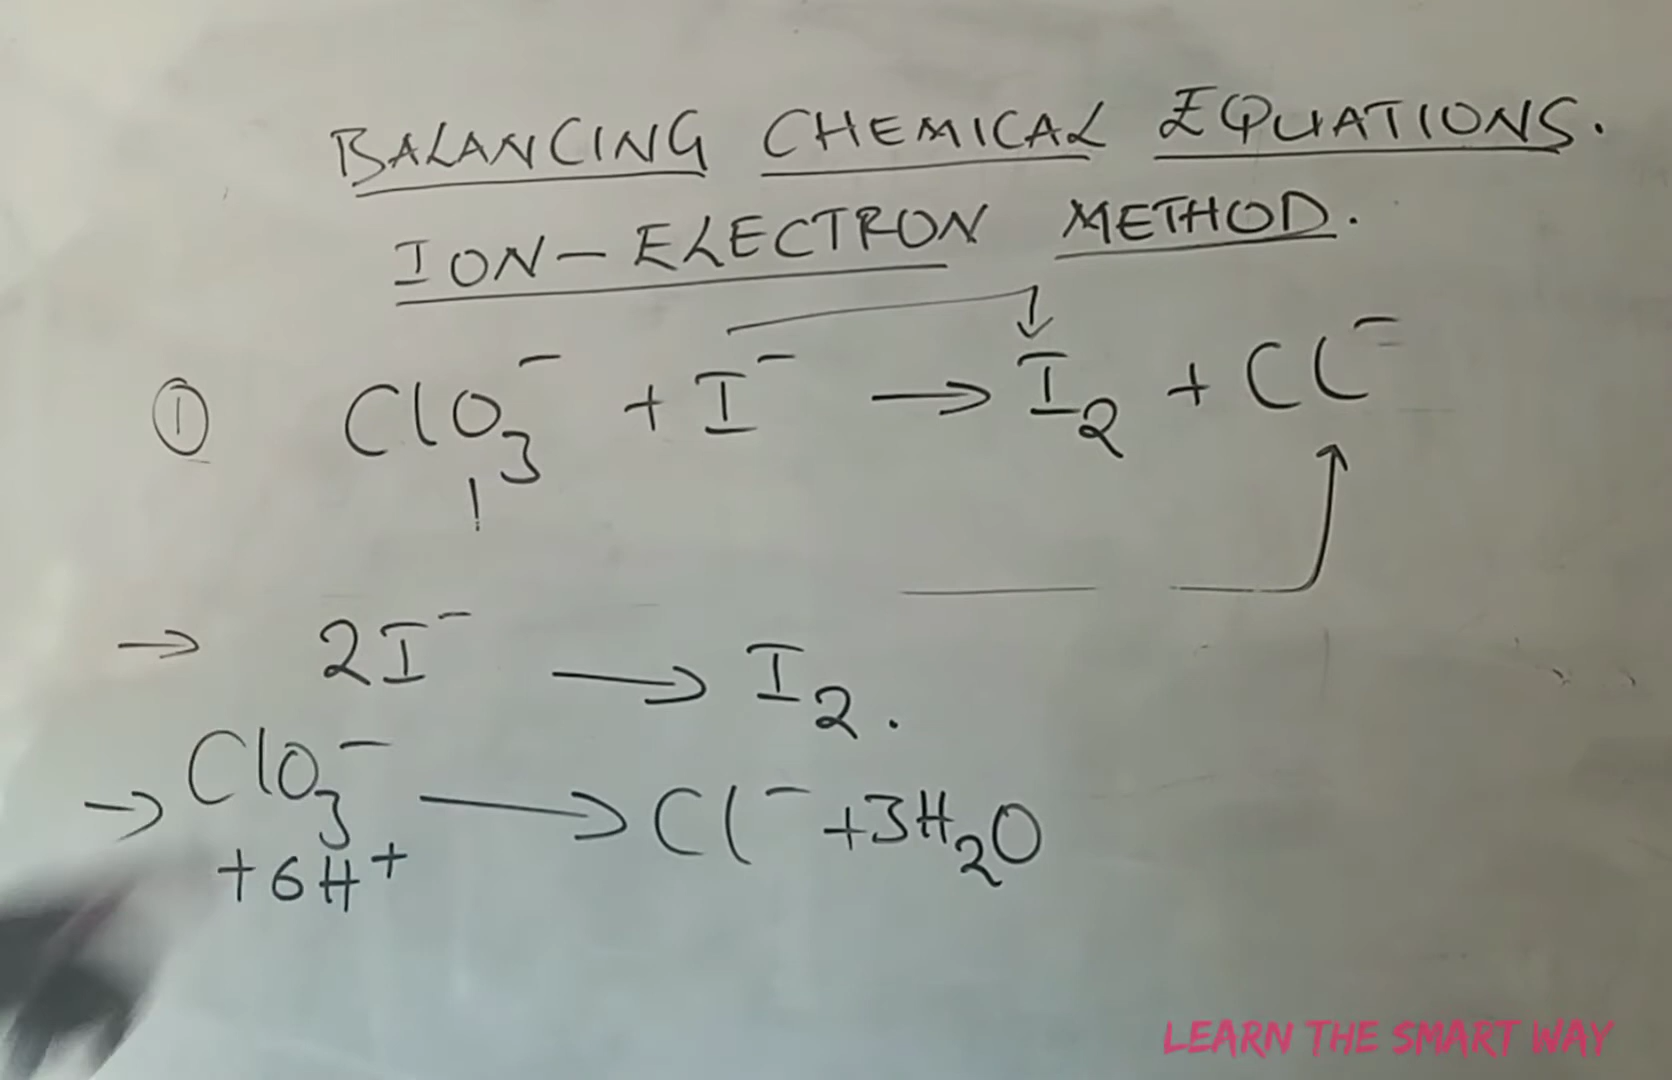 BALANCING CHEMICAL EQUATIONS.
ION-ELECTRON METHOD.
① ClO₃⁻ + I⁻ → I₂ + Cl⁻
→ 2I⁻ → I₂.
→ ClO₃⁻ → Cl⁻ + 3H₂O
+ 6H⁺
LEARN THE SMART WAY